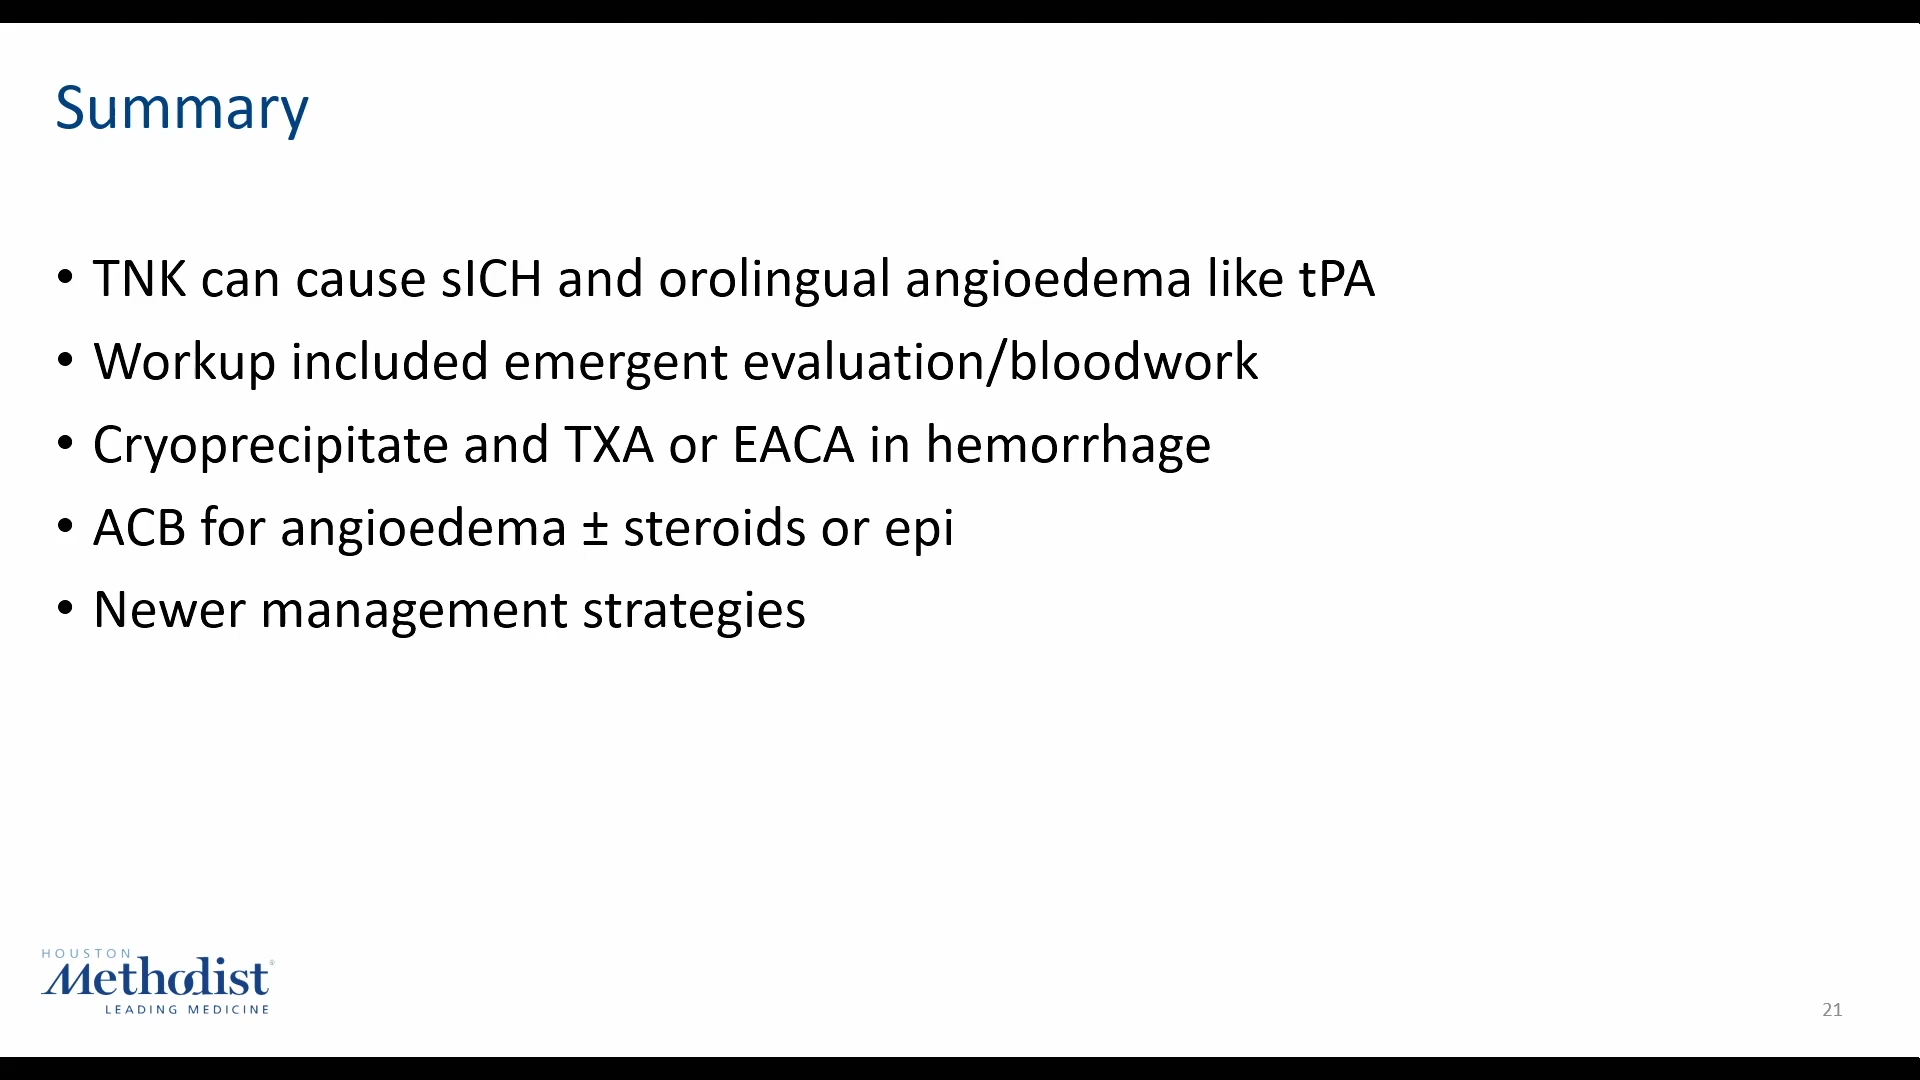 Summary
• TNK can cause sICH and orolingual angioedema like tPA
• Workup included emergent evaluation/bloodwork
• Cryoprecipitate and TXA or EACA in hemorrhage
• ACB for angioedema ± steroids or epi
• Newer management strategies
HOUSTON
Methodist®
LEADING MEDICINE
21